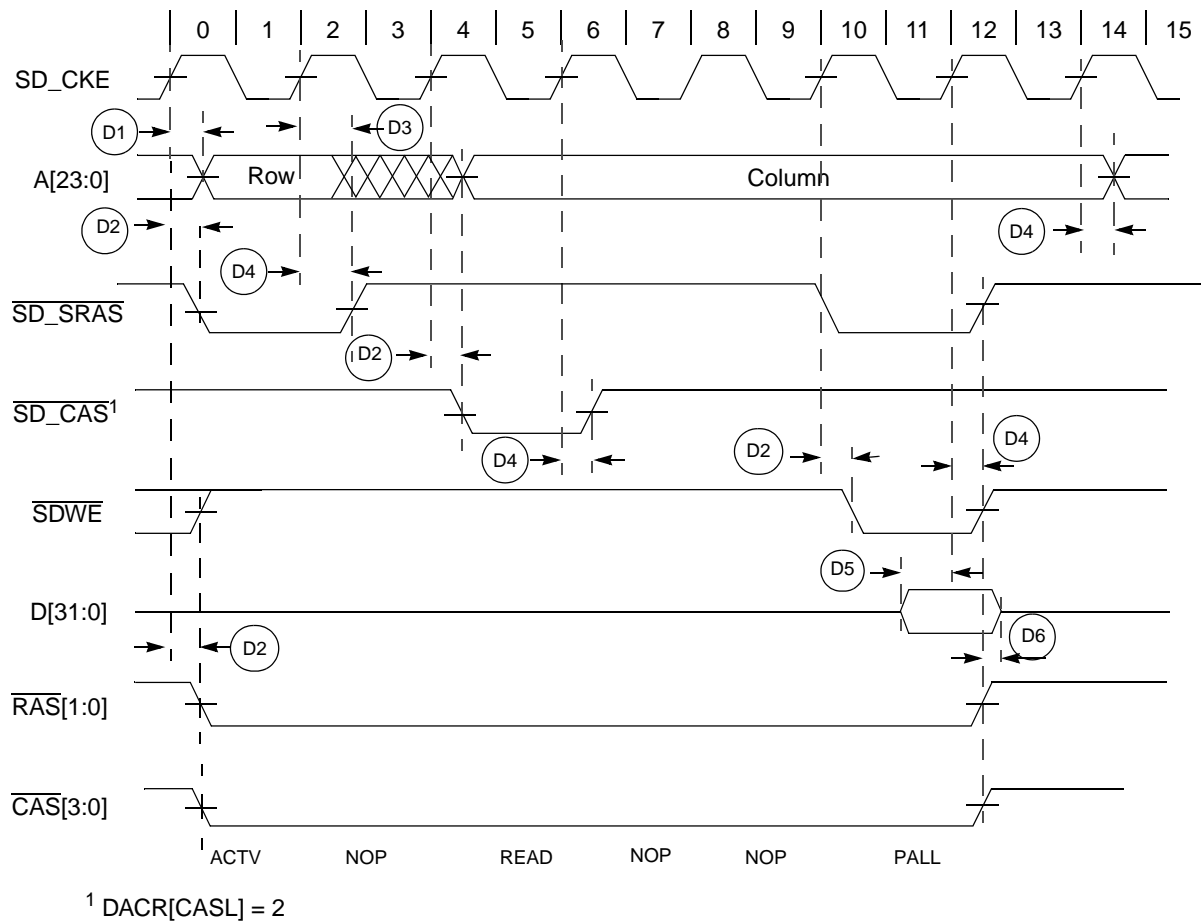 0 1 2 3 4 5 6 7 8 9 10 11 12 13 14 15
SD_CKE
D1
D3
A[23:0]
Row
Column
D2
D4
D4
SD_SRAS
D2
SD_CAS1
D4
D2
D4
SDWE
D5
D[31:0]
D2
D6
RAS[1:0]
CAS[3:0]
ACTV NOP READ NOP NOP PALL
1 DACR[CASL] = 2